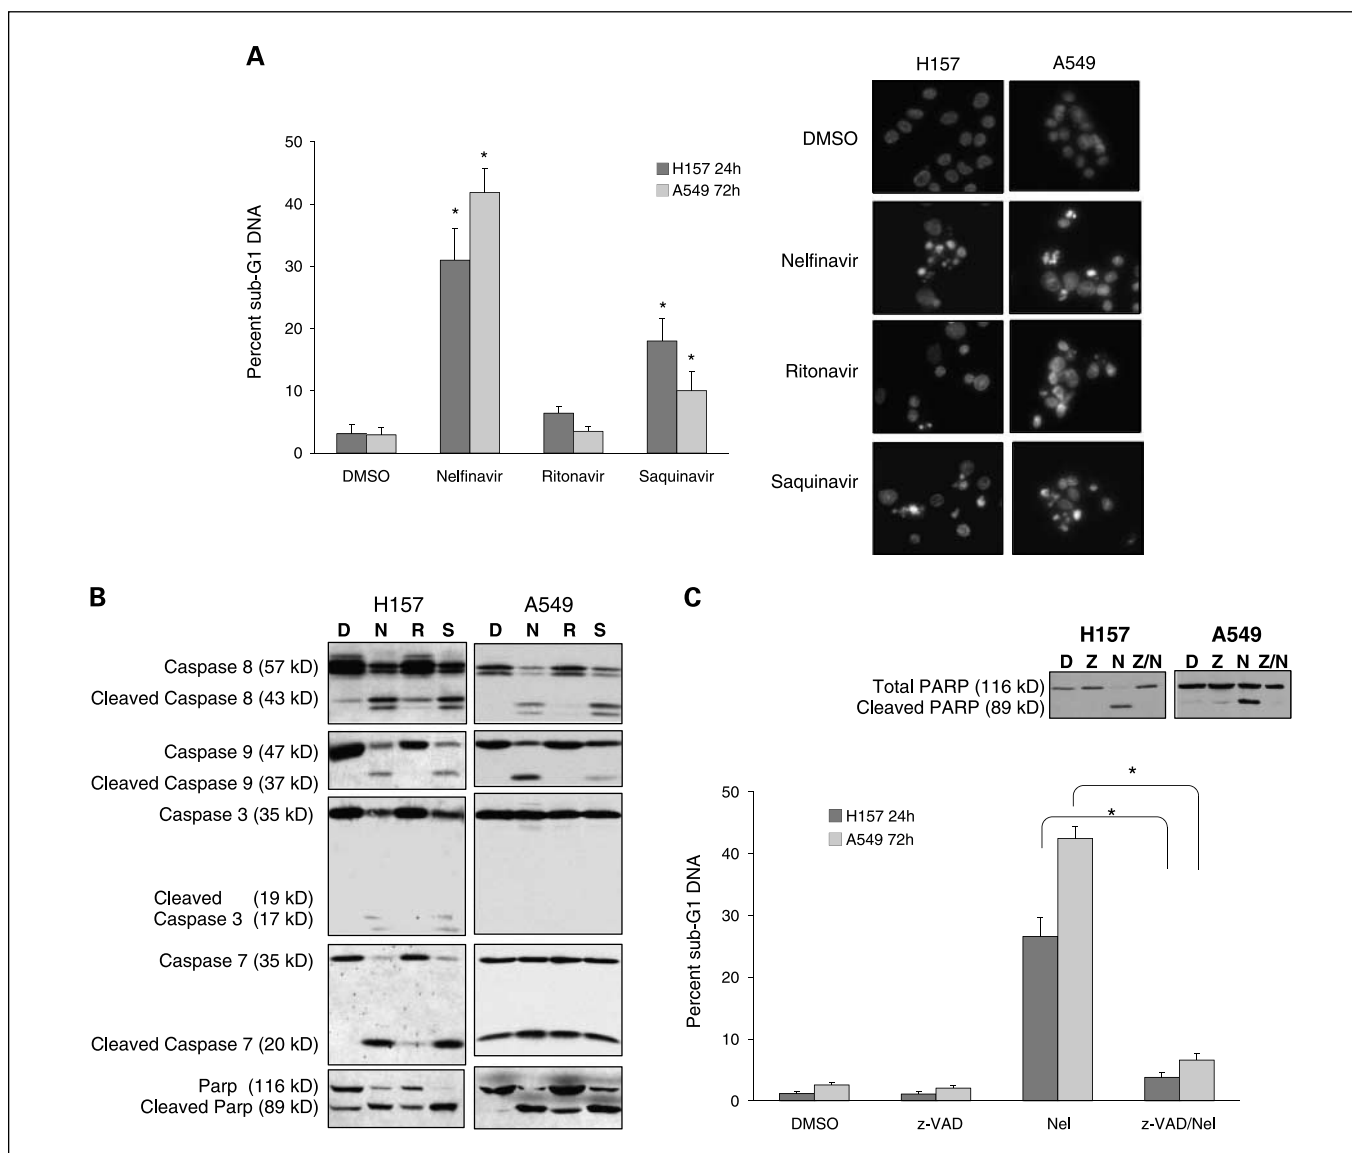 A
H157 A549
50
40
30
20
10
0
Percent sub-G1 DNA
H157 24h
A549 72h
* * * *
DMSO Nelfinavir Ritonavir Saquinavir
DMSO
Nelfinavir
Ritonavir
Saquinavir
B
H157 A549
D N R S D N R S
Caspase 8 (57 kD)
Cleaved Caspase 8 (43 kD)
Caspase 9 (47 kD)
Cleaved Caspase 9 (37 kD)
Caspase 3 (35 kD)
Cleaved (19 kD)
Caspase 3 (17 kD)
Caspase 7 (35 kD)
Cleaved Caspase 7 (20 kD)
Parp (116 kD)
Cleaved Parp (89 kD)
C
H157 A549
D Z N Z/N D Z N Z/N
Total PARP (116 kD)
Cleaved PARP (89 kD)
50
40
30
20
10
0
Percent sub-G1 DNA
H157 24h
A549 72h
*
*
DMSO z-VAD Nel z-VAD/Nel